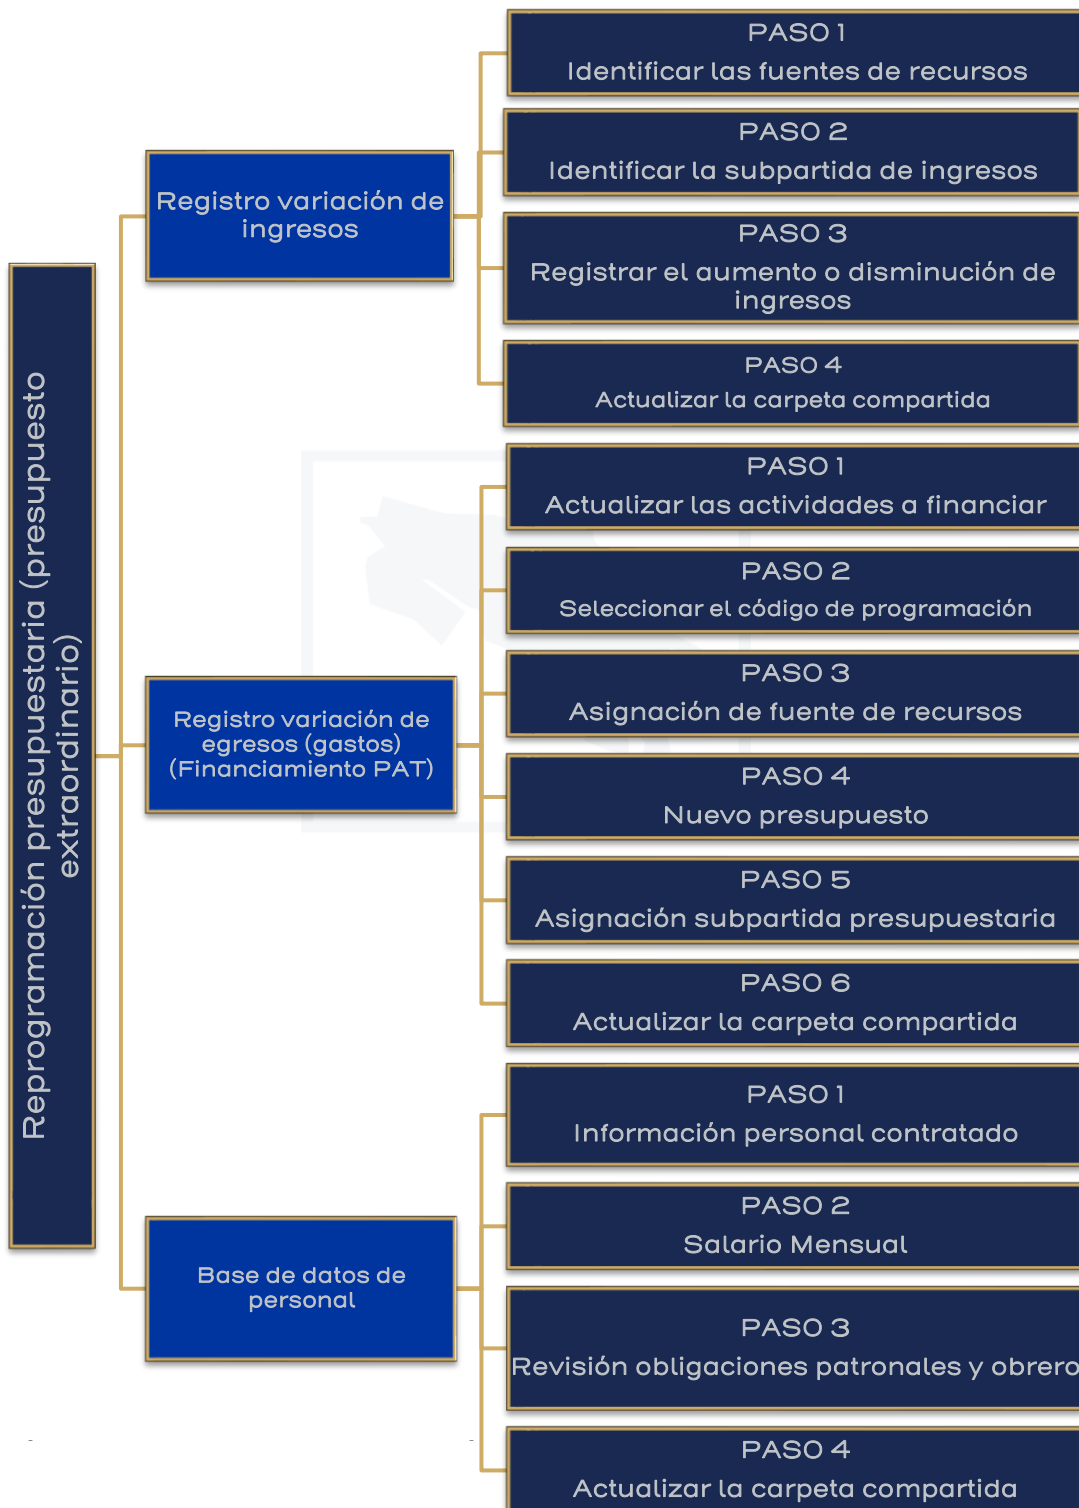 Reprogramación presupuestaria (presupuesto
extraordinario)
Registro variación de
ingresos
PASO 1
Identificar las fuentes de recursos
PASO 2
Identificar la subpartida de ingresos
PASO 3
Registrar el aumento o disminución de
ingresos
PASO 4
Actualizar la carpeta compartida
Registro variación de
egresos (gastos)
(Financiamiento PAT)
PASO 1
Actualizar las actividades a financiar
PASO 2
Seleccionar el código de programación
PASO 3
Asignación de fuente de recursos
PASO 4
Nuevo presupuesto
PASO 5
Asignación subpartida presupuestaria
PASO 6
Actualizar la carpeta compartida
Base de datos de
personal
PASO 1
Información personal contratado
PASO 2
Salario Mensual
PASO 3
Revisión obligaciones patronales y obrero
PASO 4
Actualizar la carpeta compartida